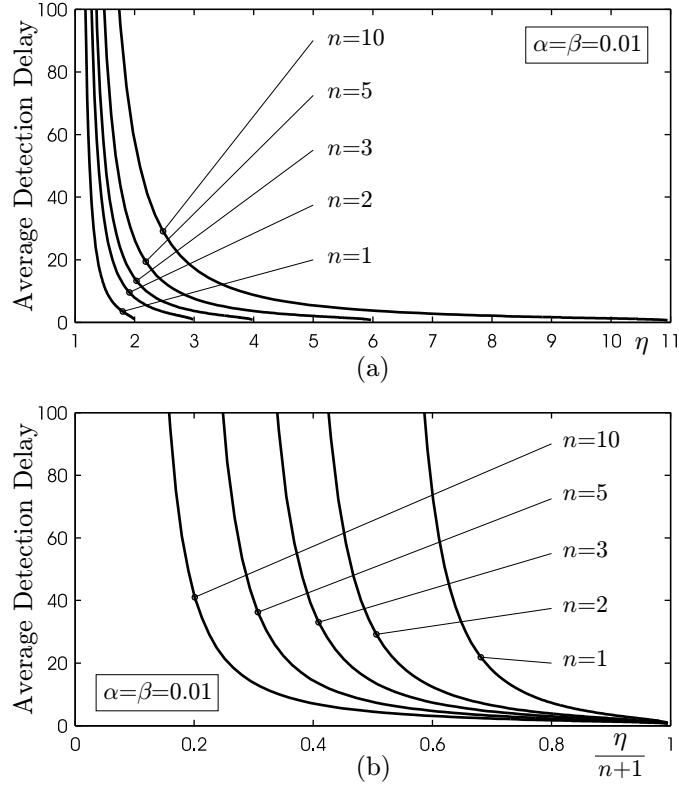 Average Detection Delay
100
80
60
40
20
0
n=10
n=5
n=3
n=2
n=1
α=β=0.01
1 2 3 4 5 6 7 8 9 10 η 11
(a)
Average Detection Delay
100
80
60
40
20
0
n=10
n=5
n=3
n=2
n=1
α=β=0.01
0 0.2 0.4 0.6 0.8 1
η
n+1
(b)